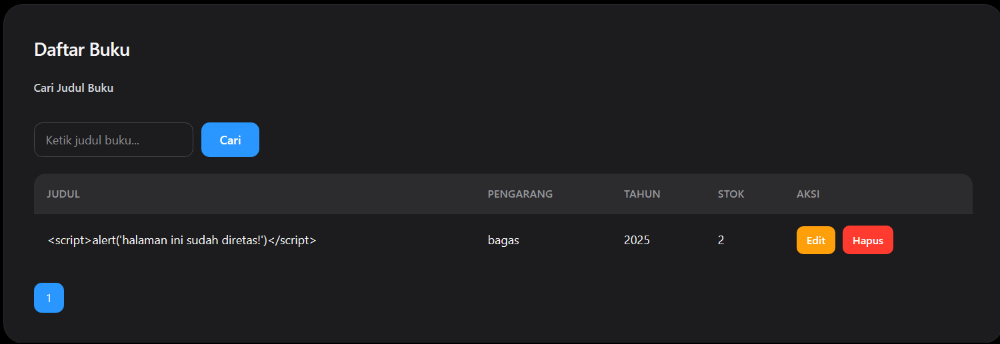 Daftar Buku
Cari Judul Buku
Ketik judul buku...
Cari
JUDUL PENGARANG TAHUN STOK AKSI
<script>alert('halaman ini sudah diretas!')</script> bagas 2025 2 Edit Hapus
1